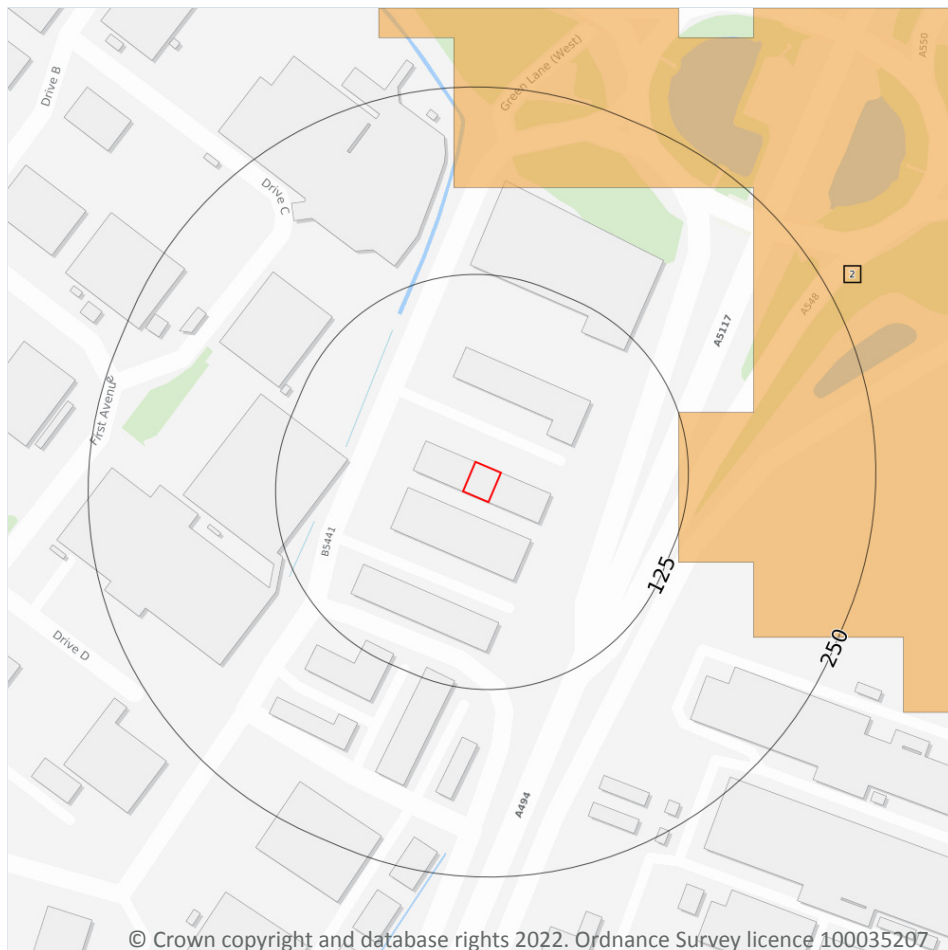 Drive B
Green Lane (West)
A550
Drive C
2
A548
A5117
First Avenue
B5441
125
250
Drive D
A494
© Crown copyright and database rights 2022. Ordnance Survey licence 100035207